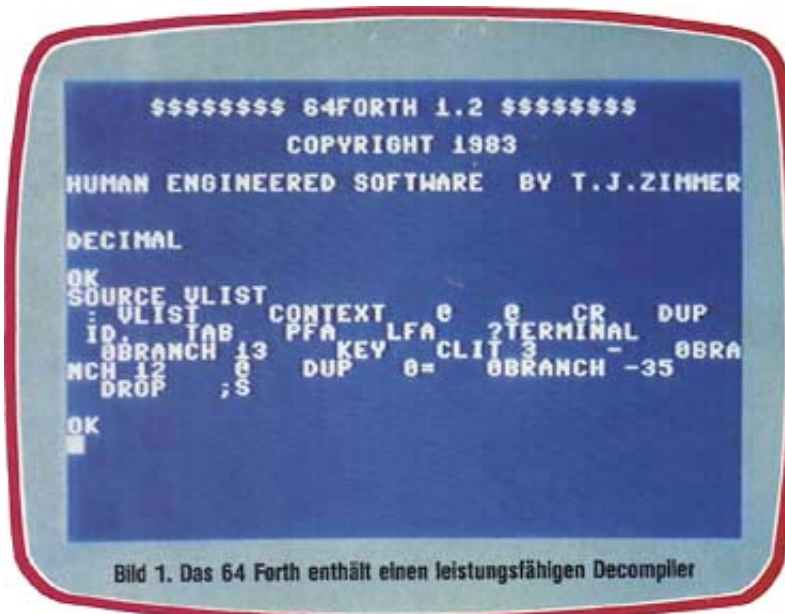 $$$$$$$$ 64FORTH 1.2 $$$$$$$$
COPYRIGHT 1983
HUMAN ENGINEERED SOFTWARE BY T.J.ZIMMER
DECIMAL
OK
SOURCE VLIST
: VLIST CONTEXT @ @ CR DUP
ID. TAB PFA LFA ?TERMINAL
0BRANCH 13 KEY CLIT 3 - 0BRA
NCH 12 @ DUP 0= 0BRANCH -35
DROP ;S
OK
Bild 1. Das 64 Forth enthält einen leistungsfähigen Decompiler